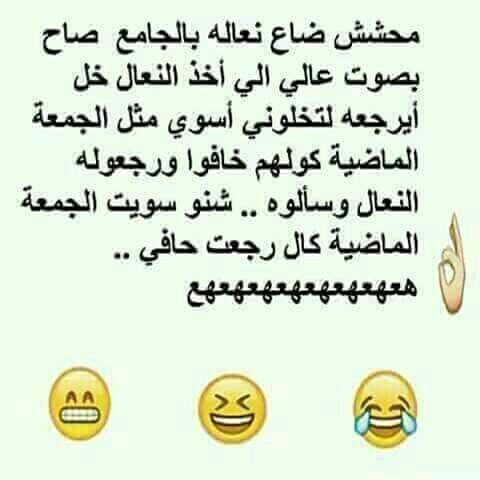 محشش ضاع نعاله بالجامع صاح
بصوت عالي الي أخذ النعال خل
أيرجعه لتخلوني أسوي مثل الجمعة
الماضية كولهم خافوا ورجعوله
النعال وسألوه .. شنو سويت الجمعة
الماضية كال رجعت حافي ..
هعهعهعهعهعهعهعهع